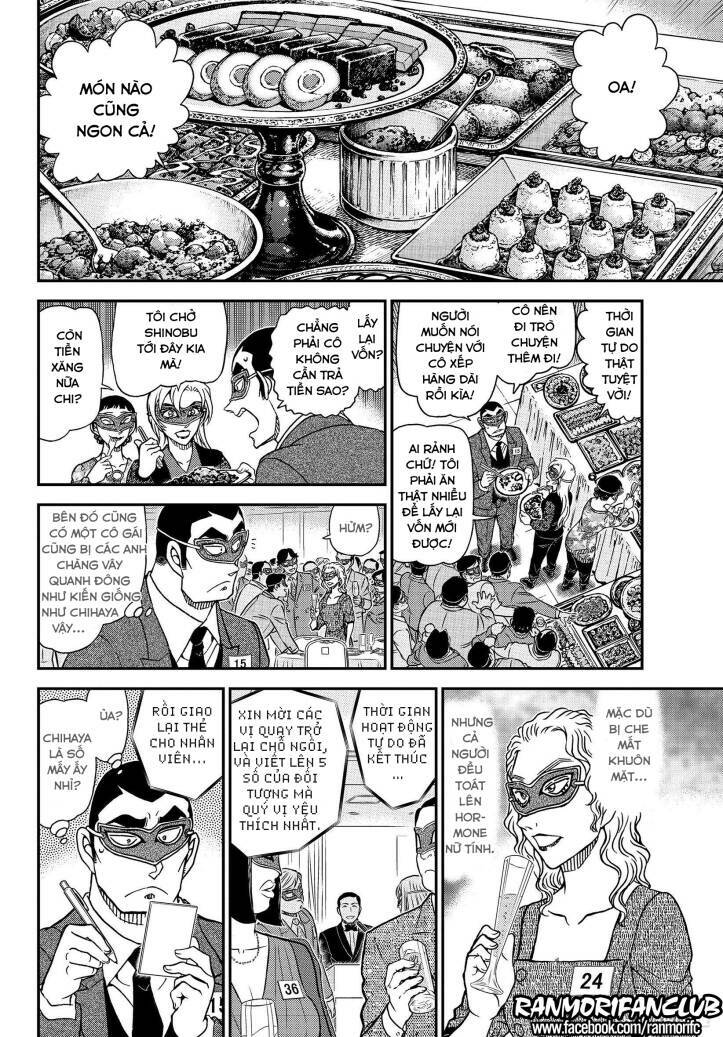 OA!
MÓN NÀO
CŨNG
NGON CẢ!
THỜI
GIAN
TỰ DO
THẬT
TUYỆT
VỜI!
CÔ NÊN
ĐI TRÒ
CHUYỆN
THÊM ĐI!
NGƯỜI
MUỐN NÓI
CHUYỆN VỚI
CÔ XẾP
HÀNG DÀI
RỒI KÌA!
AI RẢNH
CHỨ! TÔI
PHẢI ĂN
THẬT NHIỀU
ĐỂ LẤY LẠI
VỐN MỚI
ĐƯỢC!
LẤY
LẠI
VỐN?
CHẲNG
PHẢI CÔ
KHÔNG
CẦN TRẢ
TIỀN SAO?
TÔI CHỞ
SHINOBU
TỚI ĐÂY KIA
MÀ!
CÒN
TIỀN
XĂNG
NỮA
CHI?
HỬM?
BÊN ĐÓ CŨNG
CÓ MỘT CÔ GÁI
CŨNG BỊ CÁC ANH
CHÀNG VÂY
QUANH ĐÔNG
NHƯ KIẾN GIỐNG
NHƯ CHIHAYA
VẬY...
15
MẶC DÙ
BỊ CHE
MẤT
KHUÔN
MẶT...
NHƯNG
CẢ
NGƯỜI
ĐỀU
TOÁT
LÊN
HOR-
MONE
NỮ TÍNH.
24
THỜI GIAN
HOẠT ĐỘNG
TỰ DO ĐÃ
KẾT THÚC
...
XIN MỜI CÁC
VỊ QUAY TRỞ
LẠI CHỖ NGỒI,
VÀ VIẾT LÊN 5
SỐ CỦA ĐỐI
TƯỢNG MÀ
QUÝ VỊ YÊU
THÍCH NHẤT.
36
RỒI GIAO
LẠI THẺ
CHO NHÂN
VIÊN...
ỦA?
CHIHAYA
LÀ SỐ
MẤY ẤY
NHỈ?
RANMORIFANCLUB
www.facebook.com/ranmorifc